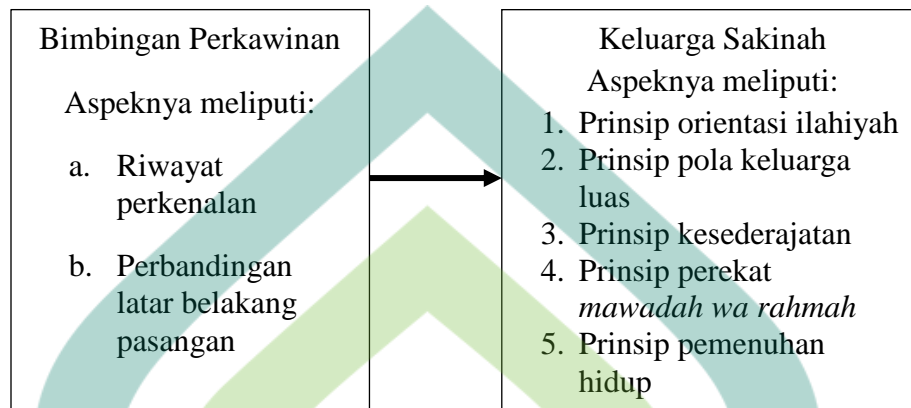 Bimbingan Perkawinan
Aspeknya meliputi:
a. Riwayat
perkenalan
b. Perbandingan
latar belakang
pasangan
Keluarga Sakinah
Aspeknya meliputi:
1. Prinsip orientasi ilahiyah
2. Prinsip pola keluarga
luas
3. Prinsip kesederajatan
4. Prinsip perekat
mawadah wa rahmah
5. Prinsip pemenuhan
hidup